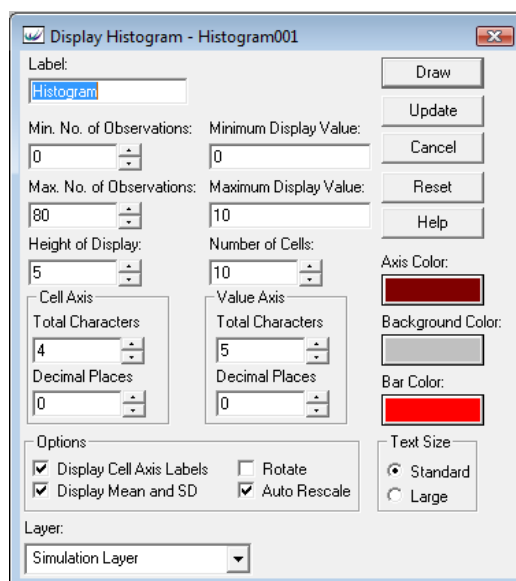 Display Histogram - Histogram001
Label:
Histogram
Draw
Update
Cancel
Reset
Help
Min. No. of Observations:
0
Minimum Display Value:
0
Max. No. of Observations:
80
Maximum Display Value:
10
Height of Display:
5
Number of Cells:
10
Axis Color:
Background Color:
Bar Color:
Cell Axis
Total Characters
4
Decimal Places
0
Value Axis
Total Characters
5
Decimal Places
0
Options
Display Cell Axis Labels
Rotate
Display Mean and SD
Auto Rescale
Text Size
Standard
Large
Layer:
Simulation Layer